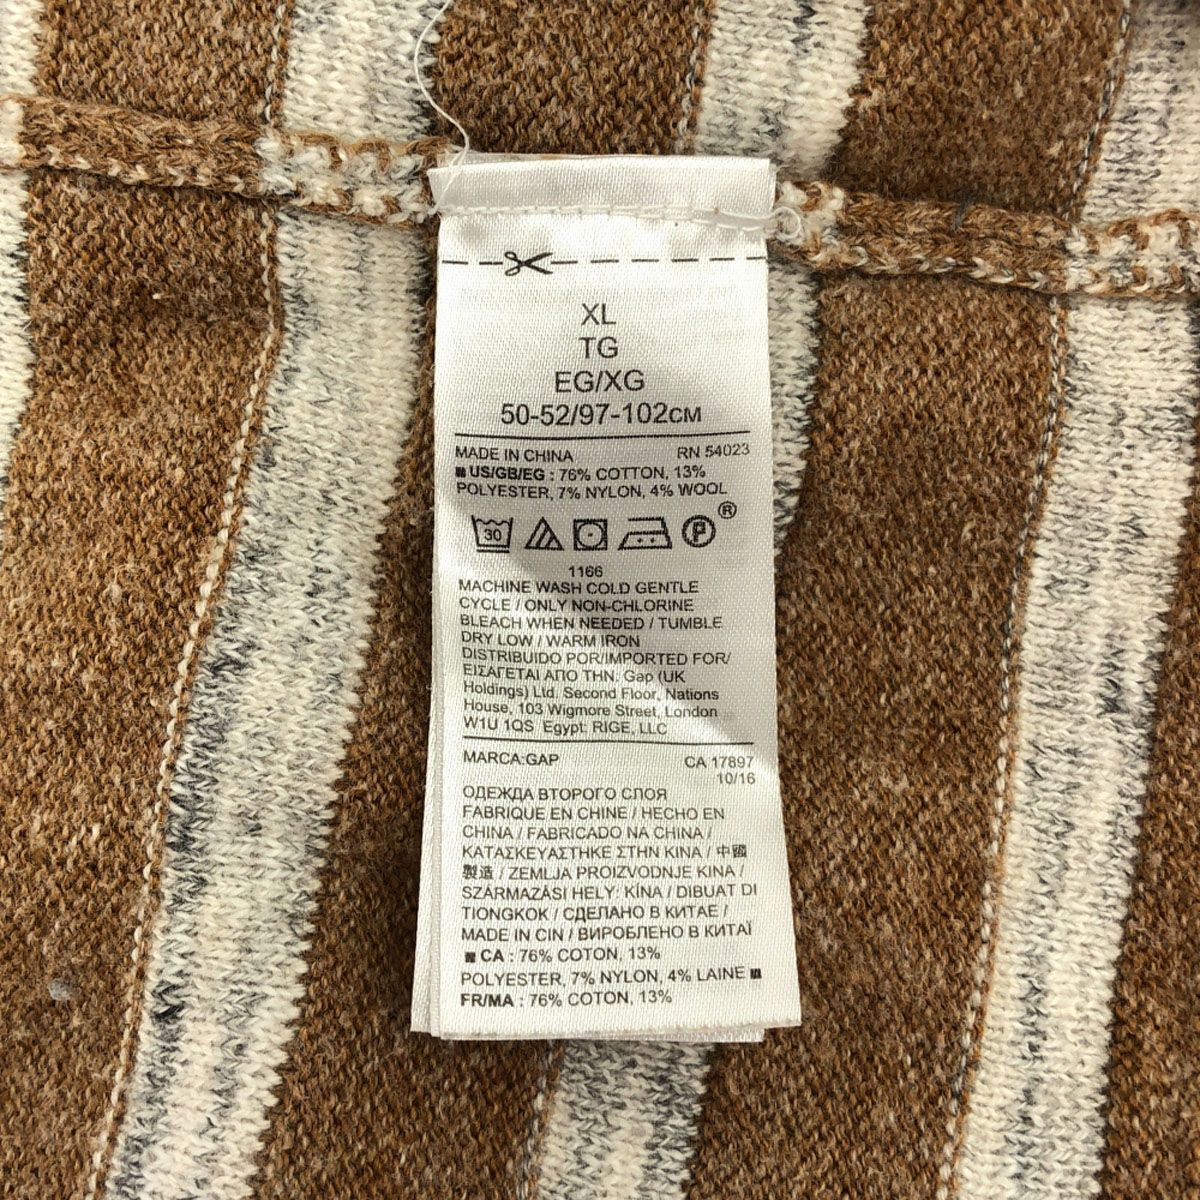 XL
TG
EG/XG
50-52/97-102CM
MADE IN CHINA RN 54023
US/GB/EG : 76% COTTON, 13%
POLYESTER, 7% NYLON, 4% WOOL
30 P ®
1166
MACHINE WASH COLD GENTLE
CYCLE / ONLY NON-CHLORINE
BLEACH WHEN NEEDED / TUMBLE
DRY LOW / WARM IRON
DISTRIBUIDO POR/IMPORTED FOR/
ΕΙΣΑΓΕΤΑΙ ΑΠΟ ΤΗΝ: Gap (UK
Holdings) Ltd. Second Floor, Nations
House, 103 Wigmore Street, London
W1U 1QS Egypt: RIGE, LLC
MARCA:GAP CA 17897
10/16
ОДЕЖДА ВТОРОГО СЛОЯ
FABRIQUE EN CHINE / HECHO EN
CHINA / FABRICADO NA CHINA /
ΚΑΤΑΣΚΕΥΑΣΤΗΚΕ ΣΤΗΝ ΚΙΝΑ / 中國
製造 / ZEMLJA PROIZVODNJE KINA /
SZÁRMAZÁSI HELY: KÍNA / DIBUAT DI
TIONGKOK / СДЕЛАНО В КИТАЕ /
MADE IN CIN / ВИРОБЛЕНО В КИТАЇ
CA : 76% COTON, 13%
POLYESTER, 7% NYLON, 4% LAINE
FR/MA : 76% COTON, 13%